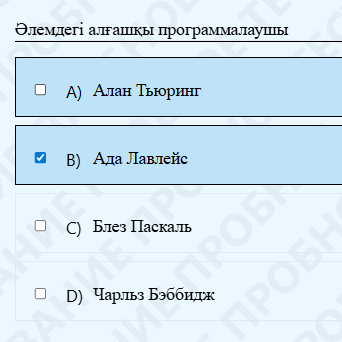 Әлемдегі алғашқы программалаушы
A) Алан Тьюринг
B) Ада Лавлейс
C) Блез Паскаль
D) Чарльз Бэббидж